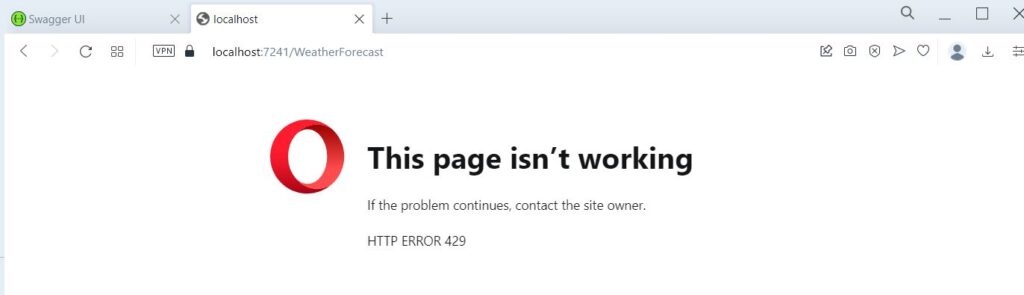 Swagger UI
localhost
VPN
localhost:7241/WeatherForecast
This page isn’t working
If the problem continues, contact the site owner.
HTTP ERROR 429